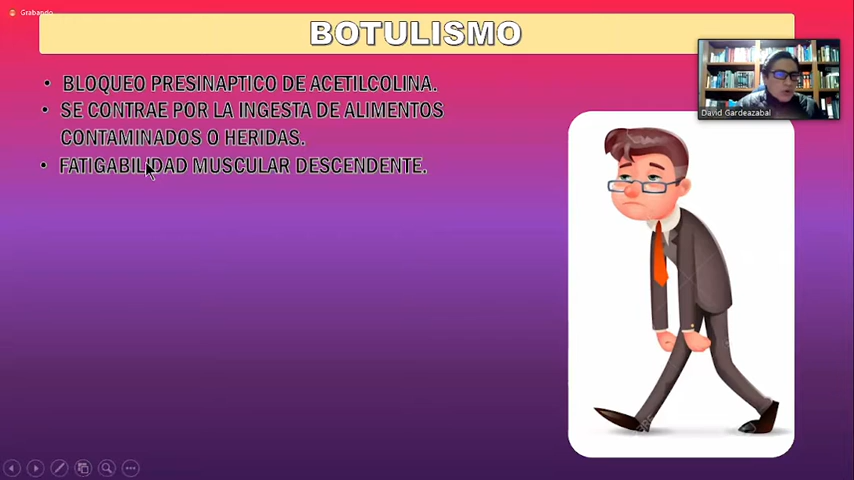 Grabando
BOTULISMO
• BLOQUEO PRESINAPTICO DE ACETILCOLINA.
• SE CONTRAE POR LA INGESTA DE ALIMENTOS
CONTAMINADOS O HERIDAS.
• FATIGABILIDAD MUSCULAR DESCENDENTE.
David Gardeazabal